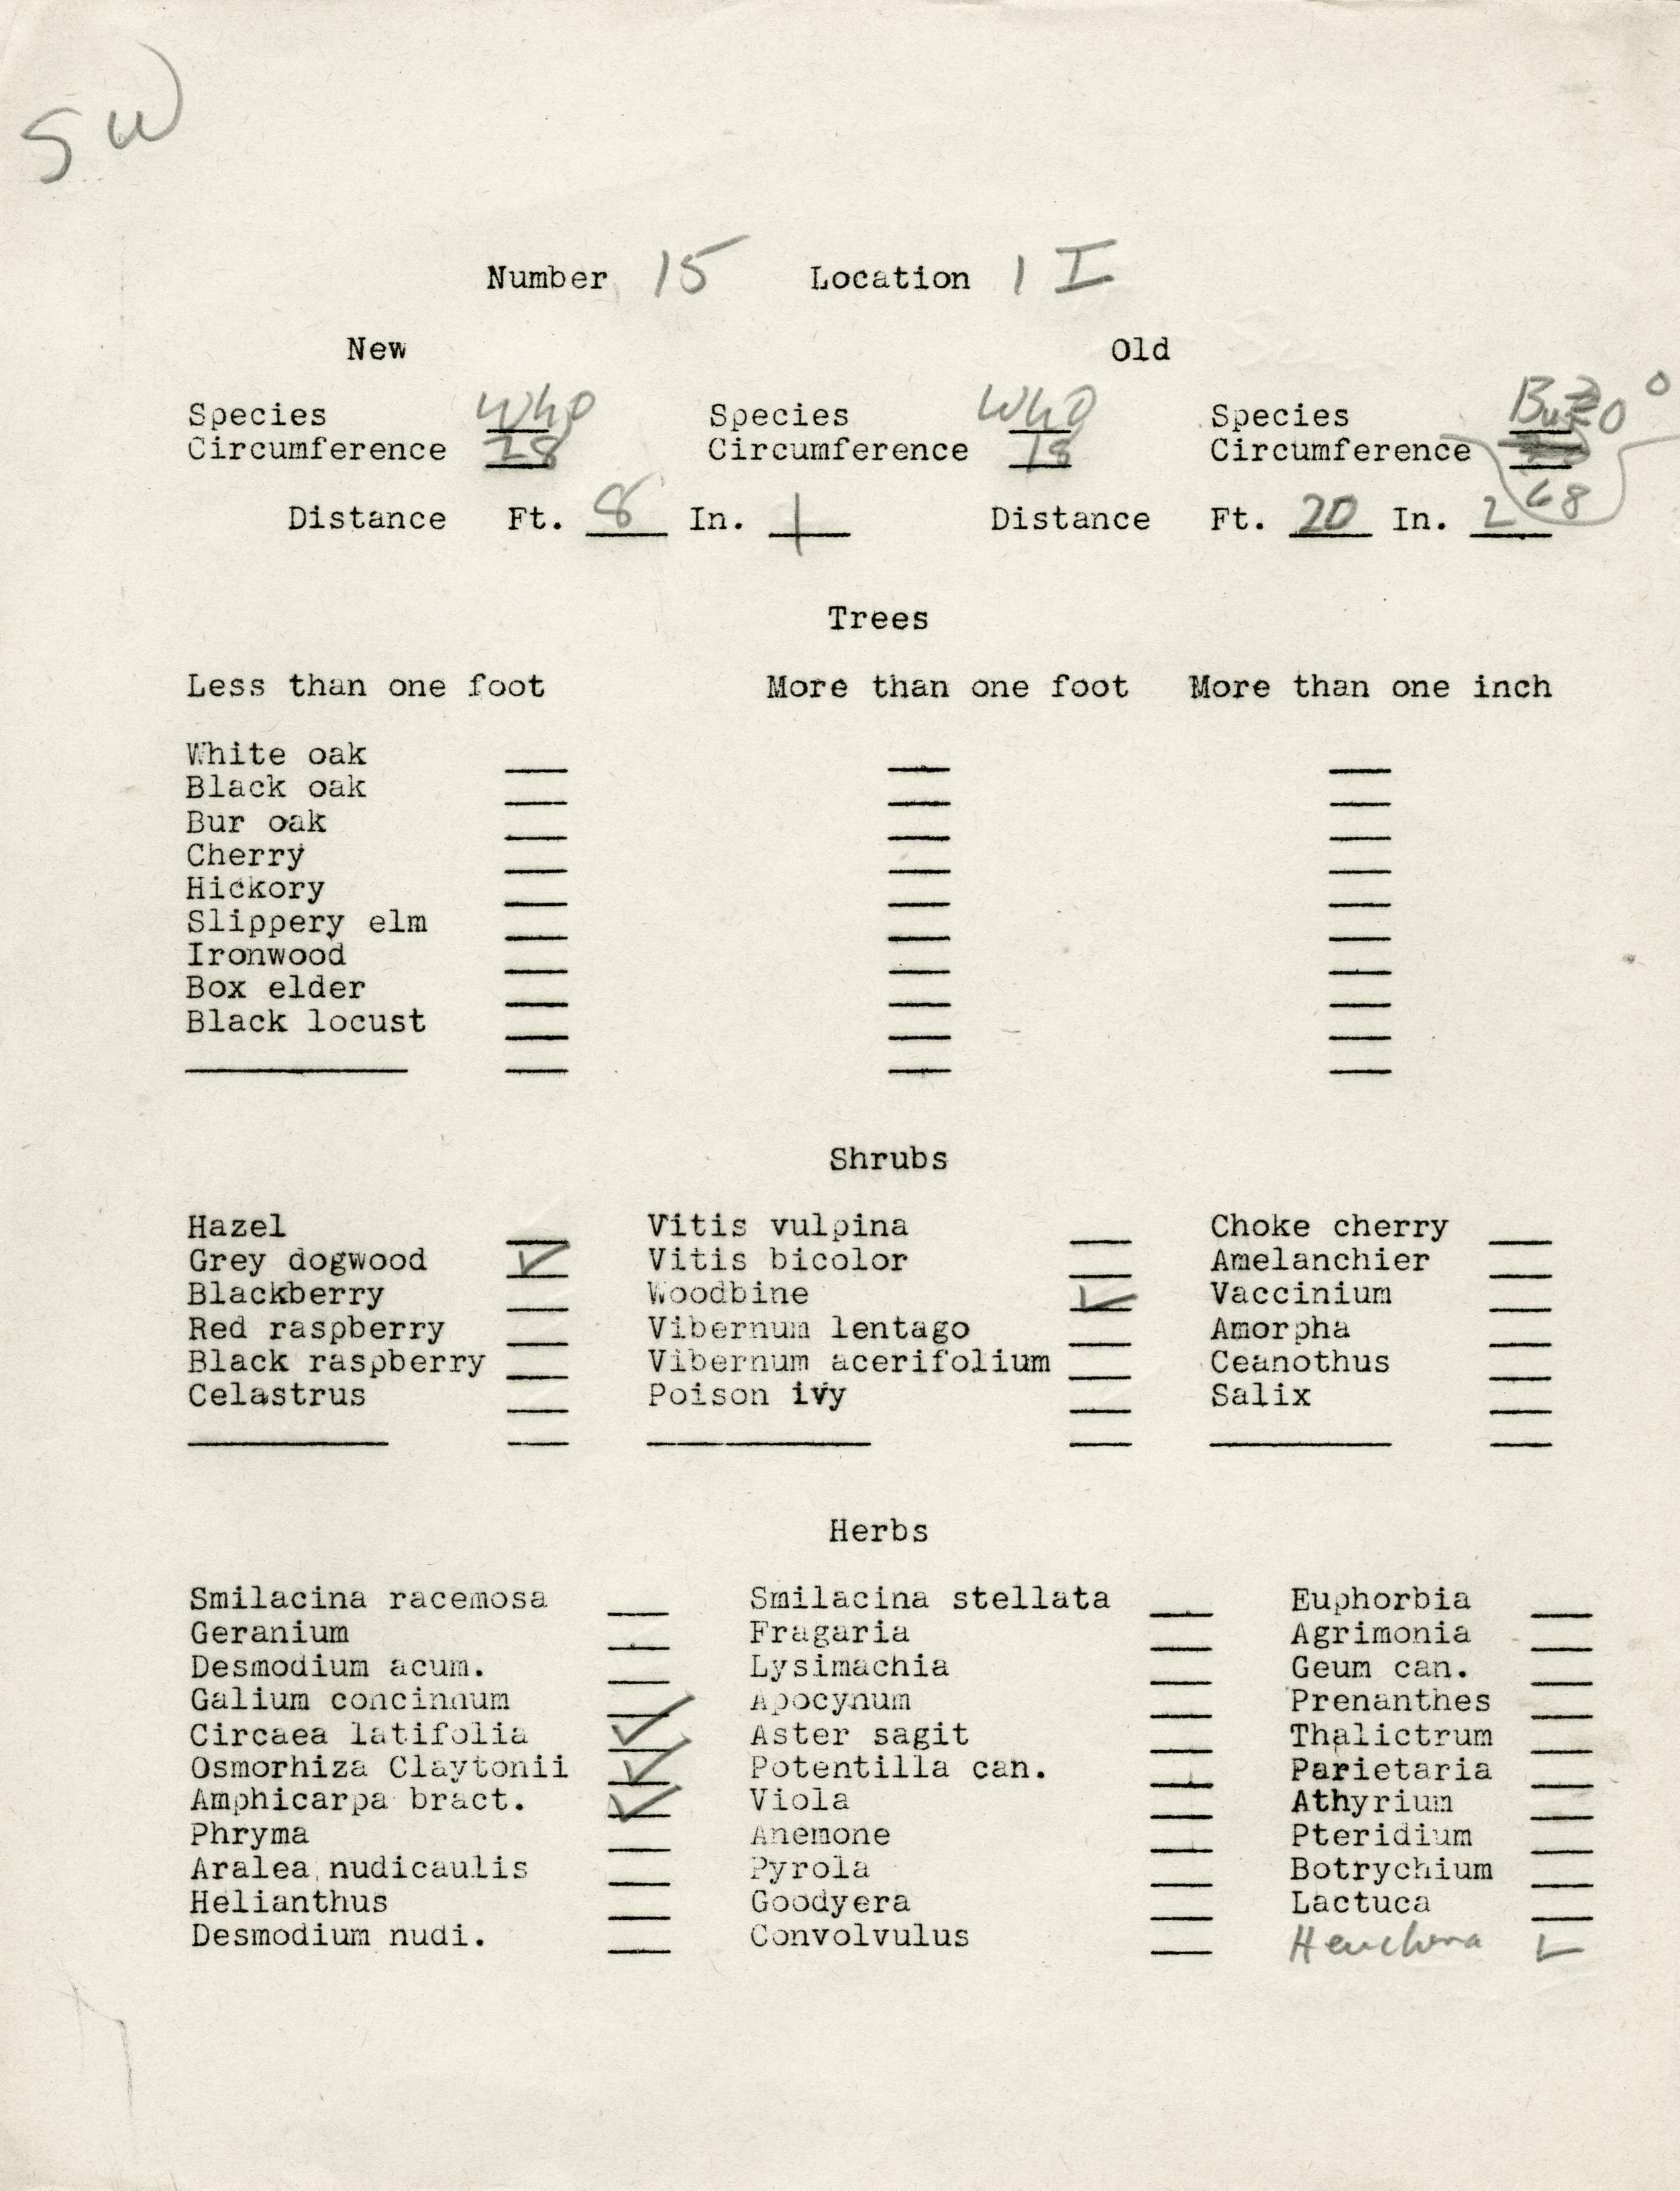 SW
Number 15 Location 1 I
New Old
Species Who Species Who Species Bu O
Circumference 28 Circumference 18 Circumference 68
Distance Ft. 8 In. 1 Distance Ft. 20 In. 2
Trees
Less than one foot More than one foot More than one inch
White oak
Black oak
Bur oak
Cherry
Hickory
Slippery elm
Ironwood
Box elder
Black locust
Shrubs
Hazel Vitis vulpina Choke cherry
Grey dogwood ✓ Vitis bicolor Amelanchier
Blackberry Woodbine ✓ Vaccinium
Red raspberry Vibernum lentago Amorpha
Black raspberry Vibernum acerifolium Ceanothus
Celastrus Poison ivy Salix
Herbs
Smilacina racemosa Smilacina stellata Euphorbia
Geranium Fragaria Agrimonia
Desmodium acum. Lysimachia Geum can.
Galium concinnum Apocynum Prenanthes
Circaea latifolia ✓ Aster sagit Thalictrum
Osmorhiza Claytonii ✓ Potentilla can. Parietaria
Amphicarpa bract. ✓ Viola Athyrium
Phryma Anemone Pteridium
Aralea nudicaulis Pyrola Botrychium
Helianthus Goodyera Lactuca
Desmodium nudi. Convolvulus Heuchera ✓